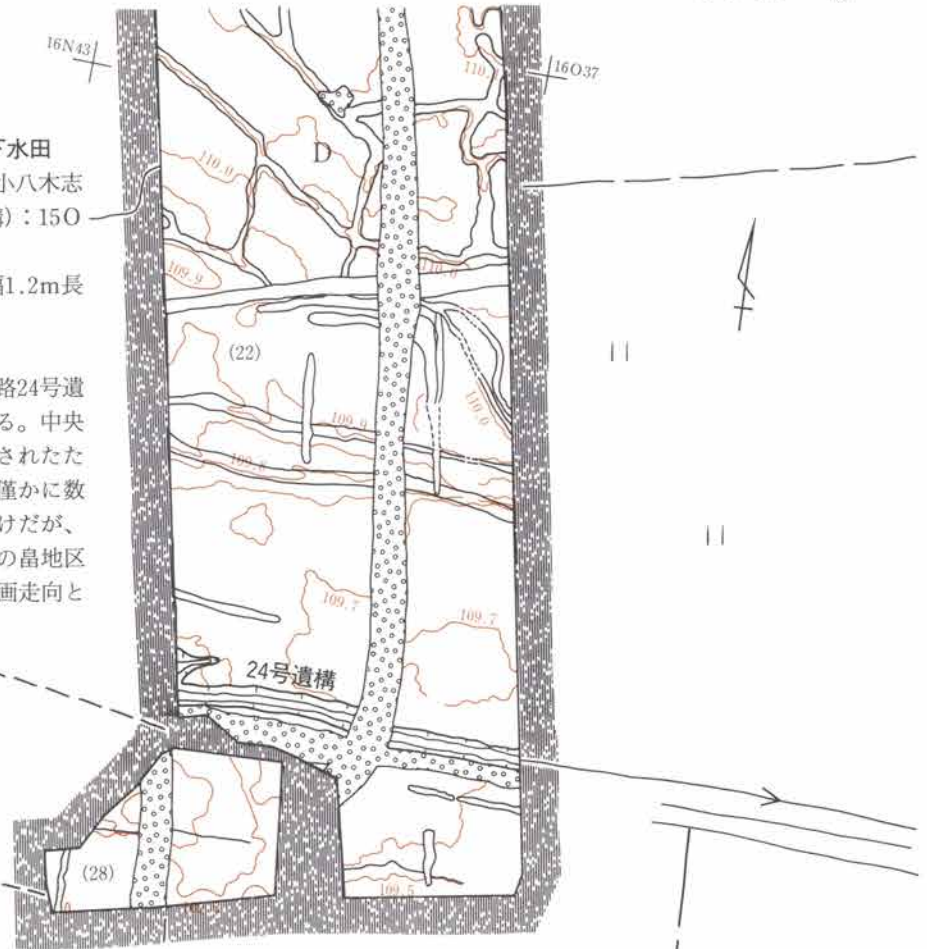 16N43
16O37
110.0
D
110.0
109.9
110.0
下水田
小八木志
):15O
幅1.2m長
路24号遺
る。中央
されたた
僅かに数
けだが、
の畠地区
画走向と
(22)
110.0
109.9
109.8
109.7
109.7
24号遺構
(28)
109.5